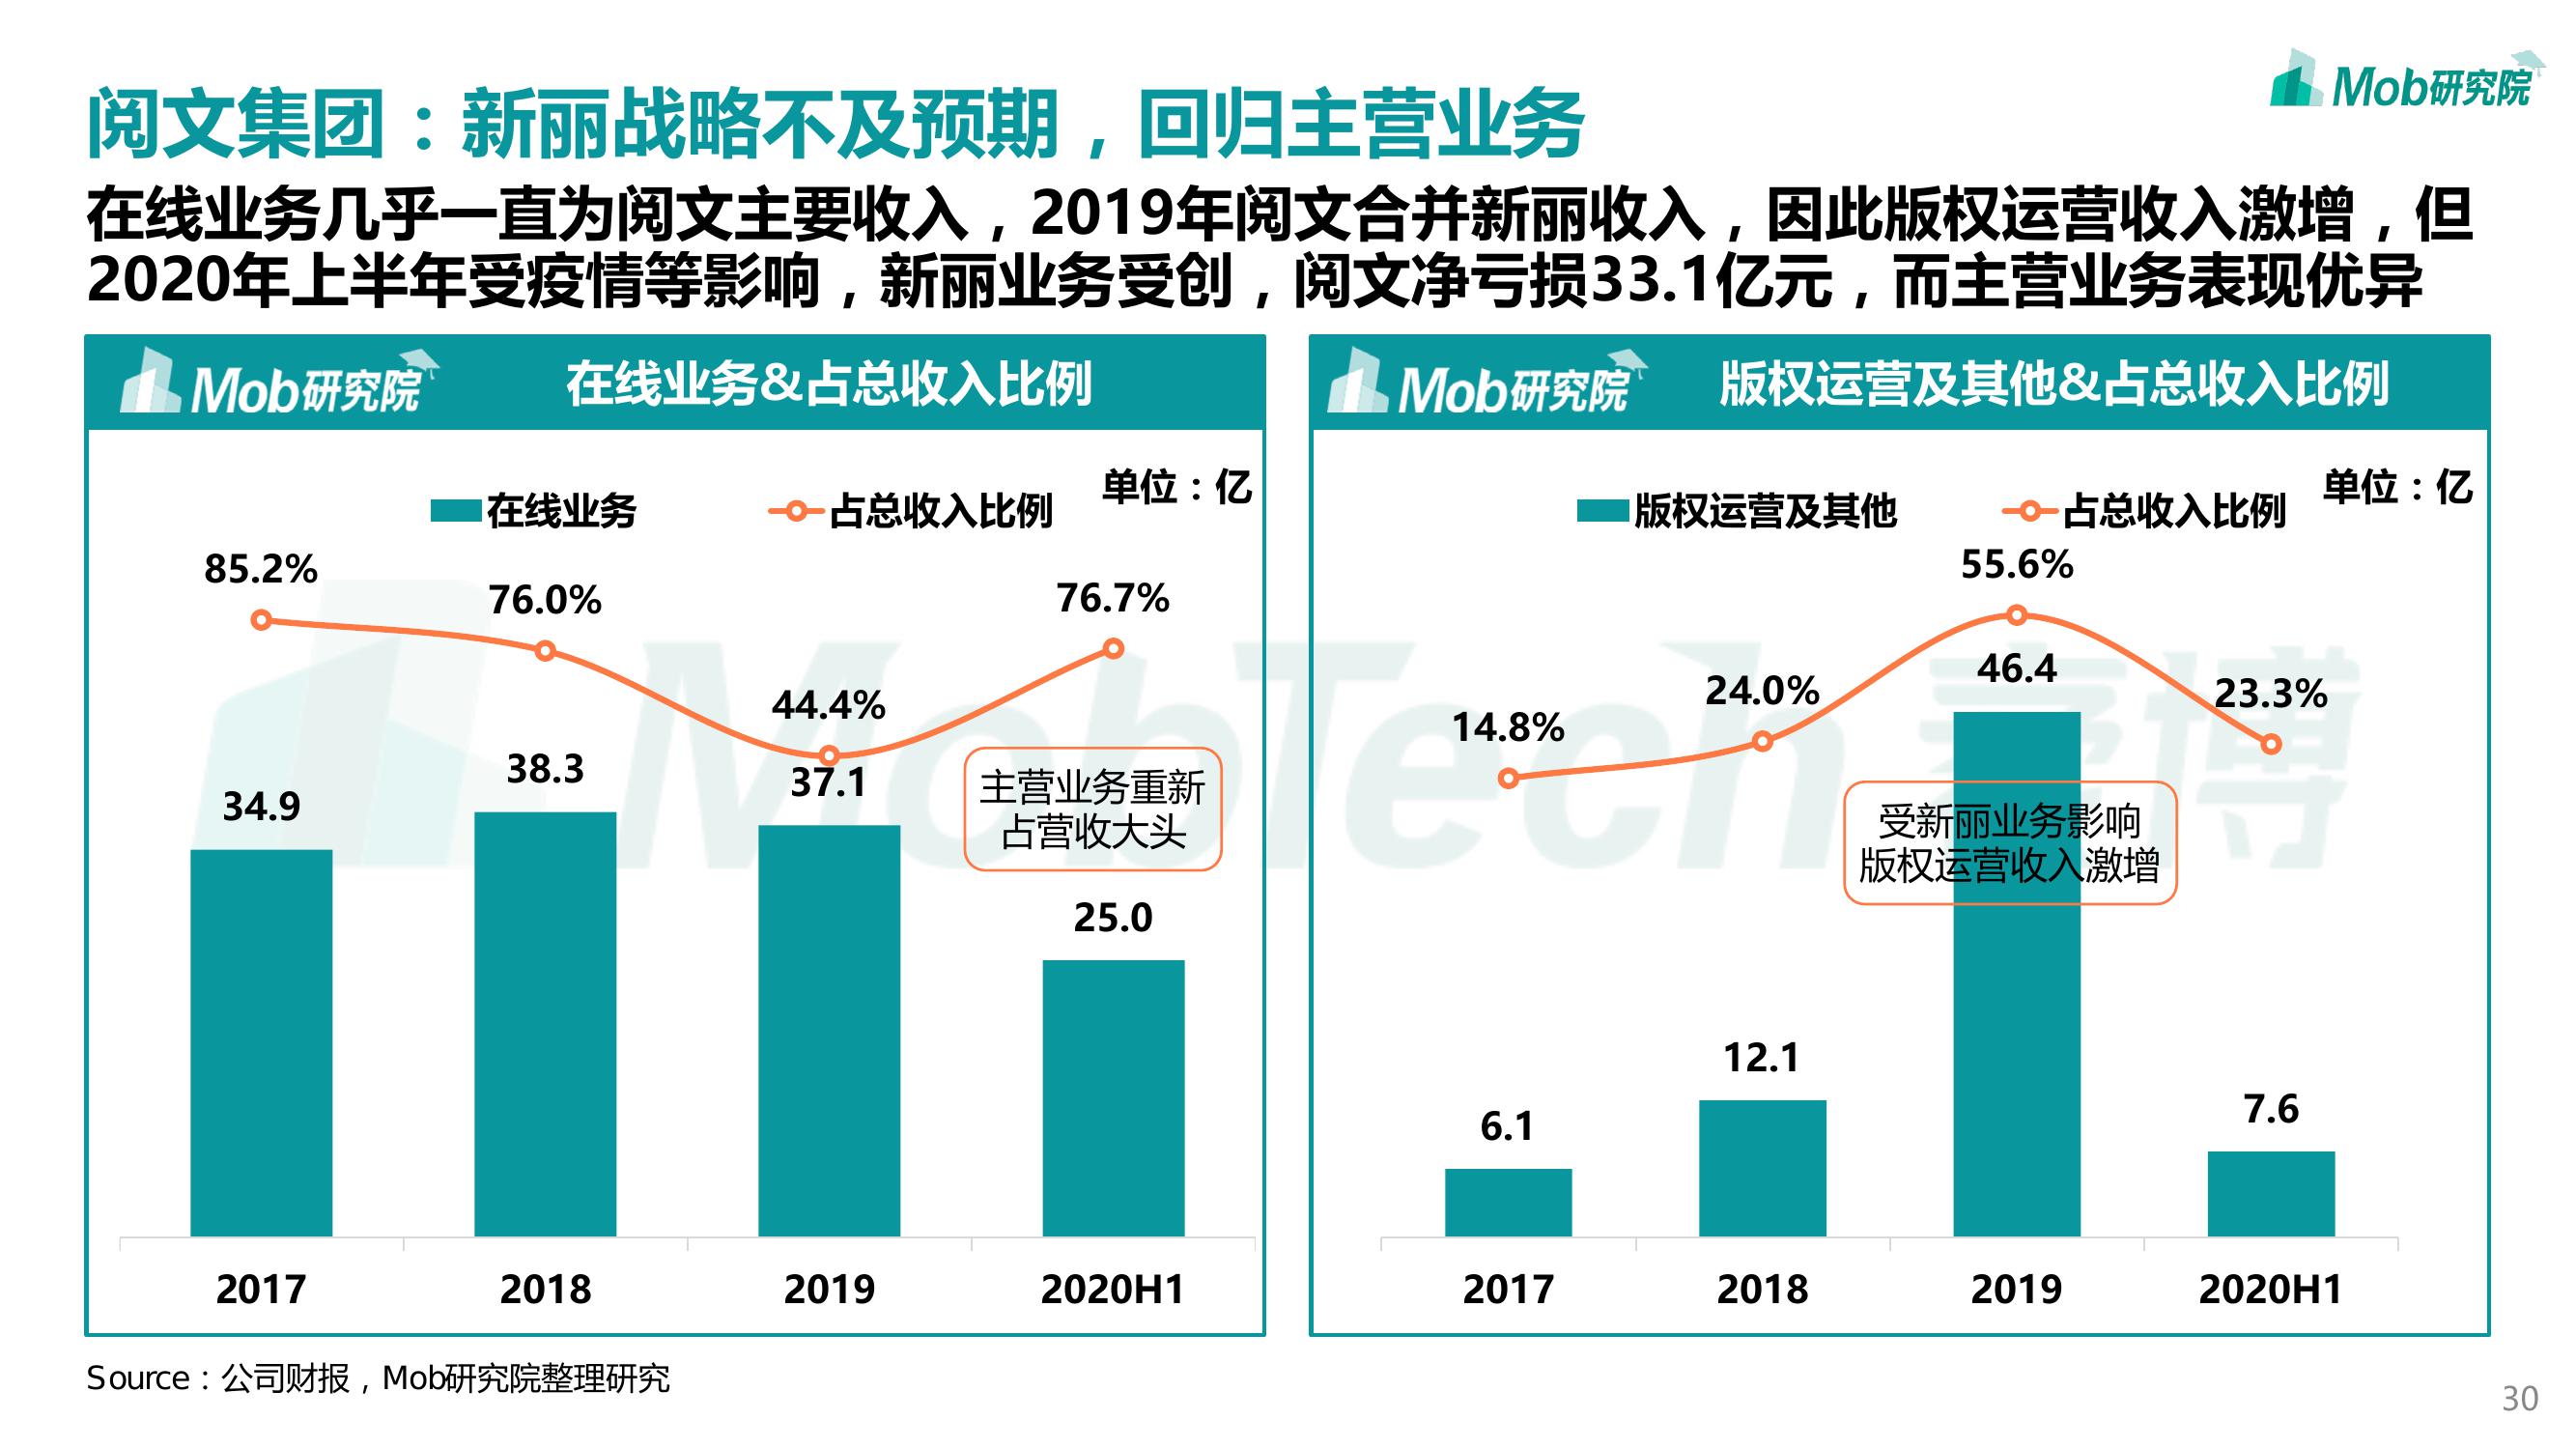 Mob研究院
阅文集团：新丽战略不及预期，回归主营业务
在线业务几乎一直为阅文主要收入，2019年阅文合并新丽收入，因此版权运营收入激增，但
2020年上半年受疫情等影响，新丽业务受创，阅文净亏损33.1亿元，而主营业务表现优异
Mob研究院
在线业务&占总收入比例
单位：亿
在线业务
占总收入比例
85.2%
76.0%
44.4%
76.7%
34.9
38.3
37.1
25.0
主营业务重新
占营收大头
2017
2018
2019
2020H1
Mob研究院
版权运营及其他&占总收入比例
单位：亿
版权运营及其他
占总收入比例
14.8%
24.0%
55.6%
23.3%
6.1
12.1
46.4
7.6
受新丽业务影响
版权运营收入激增
2017
2018
2019
2020H1
MobTech 袤博
Source：公司财报，Mob研究院整理研究
30